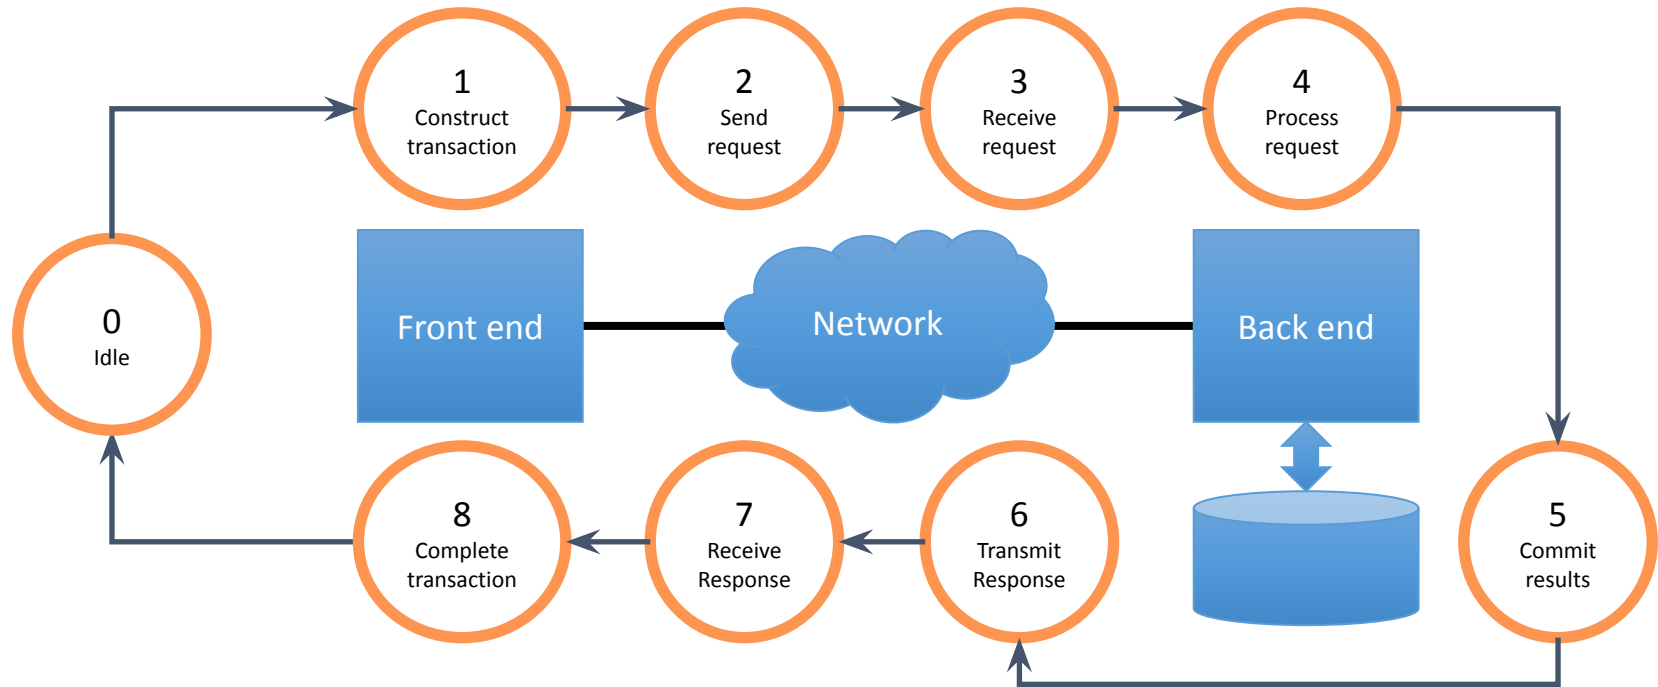 1
Construct
transaction
2
Send
request
3
Receive
request
4
Process
request
0
Idle
Front end
Network
Back end
8
Complete
transaction
7
Receive
Response
6
Transmit
Response
5
Commit
results